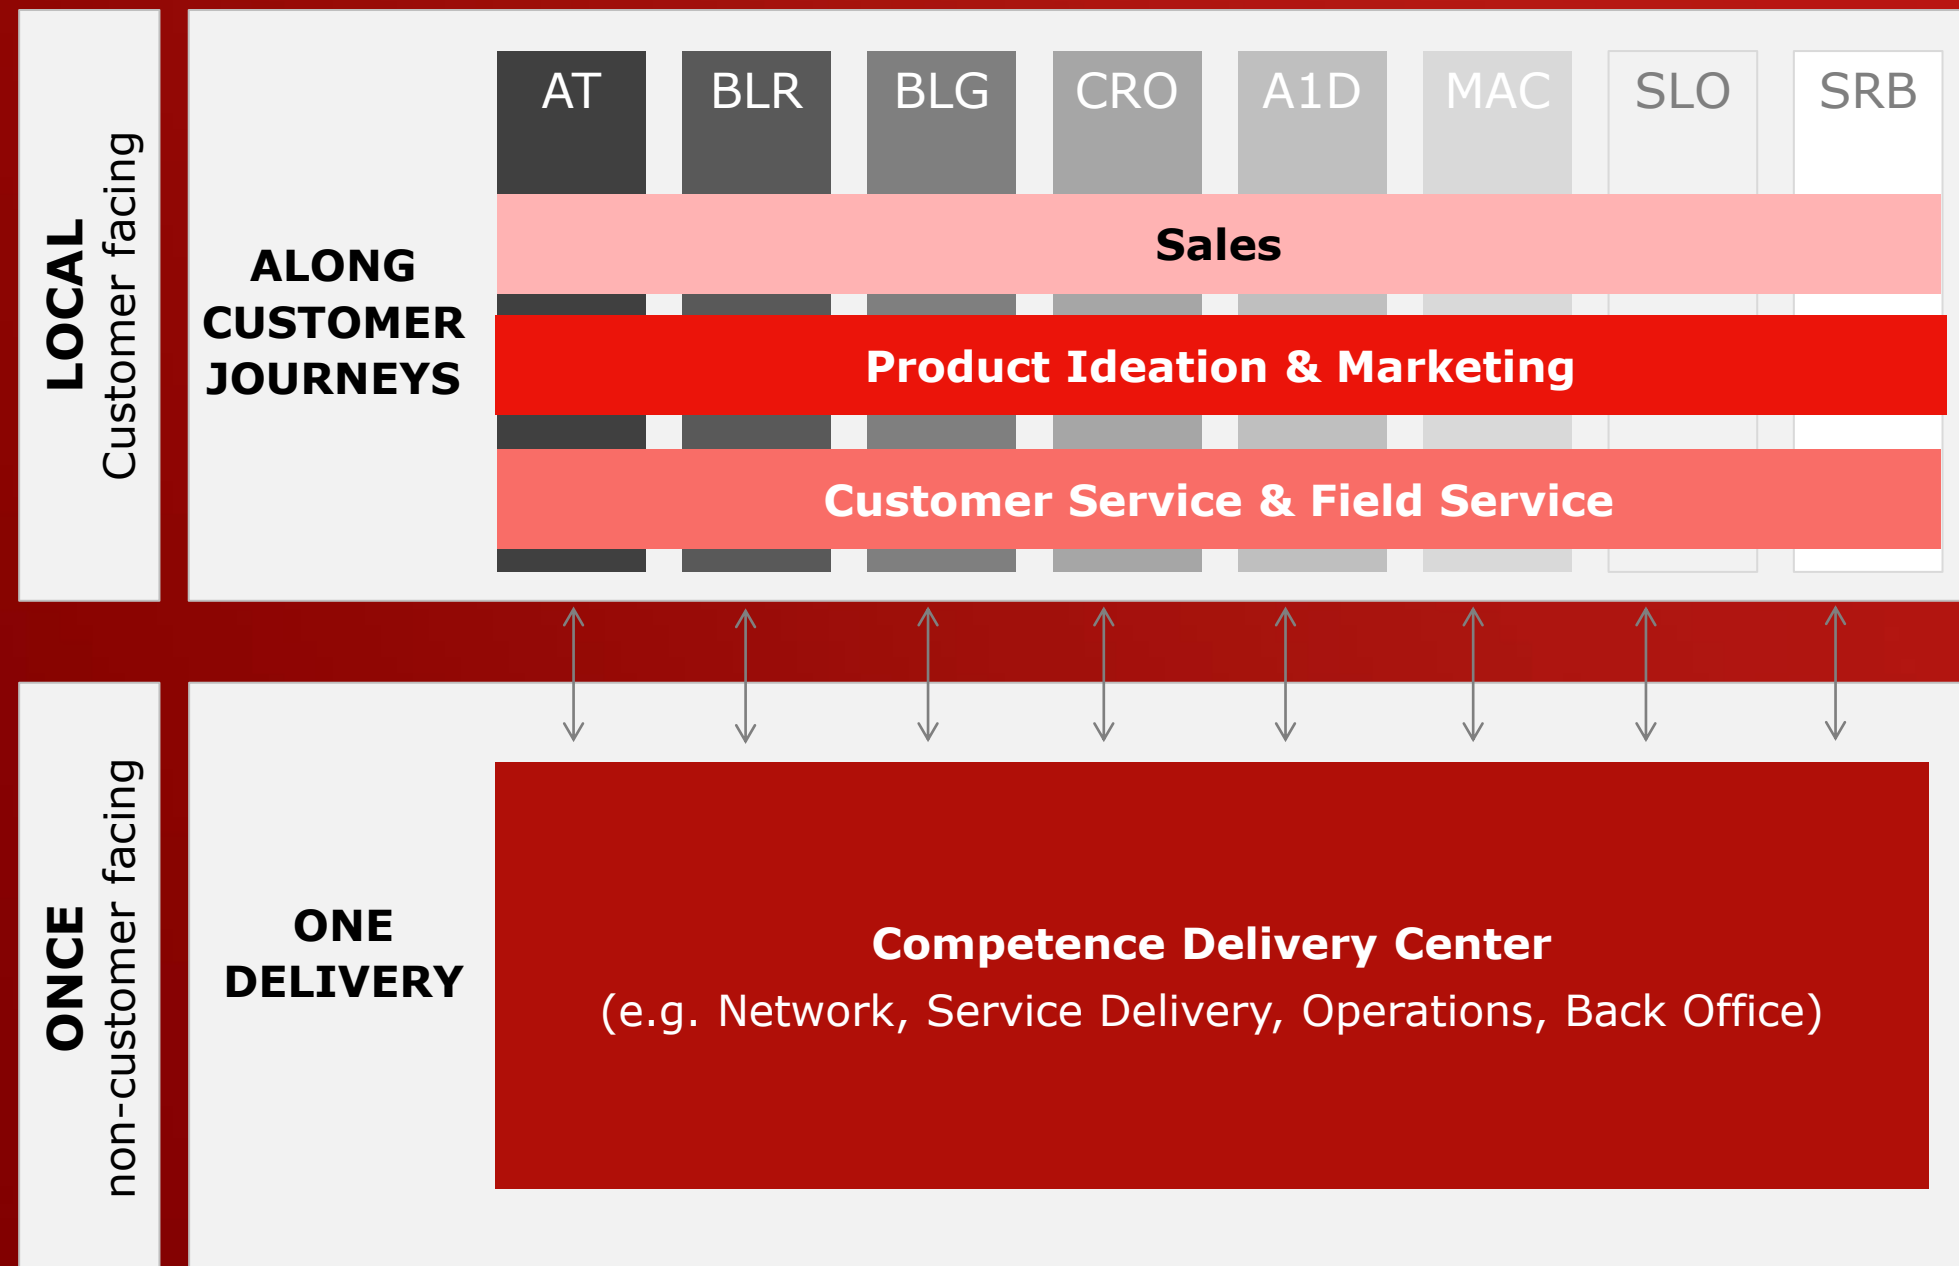 LOCAL
Customer facing
ALONG
CUSTOMER
JOURNEYS
AT BLR BLG CRO A1D MAC SLO SRB
Sales
Product Ideation & Marketing
Customer Service & Field Service
ONCE
non-customer facing
ONE
DELIVERY
Competence Delivery Center
(e.g. Network, Service Delivery, Operations, Back Office)